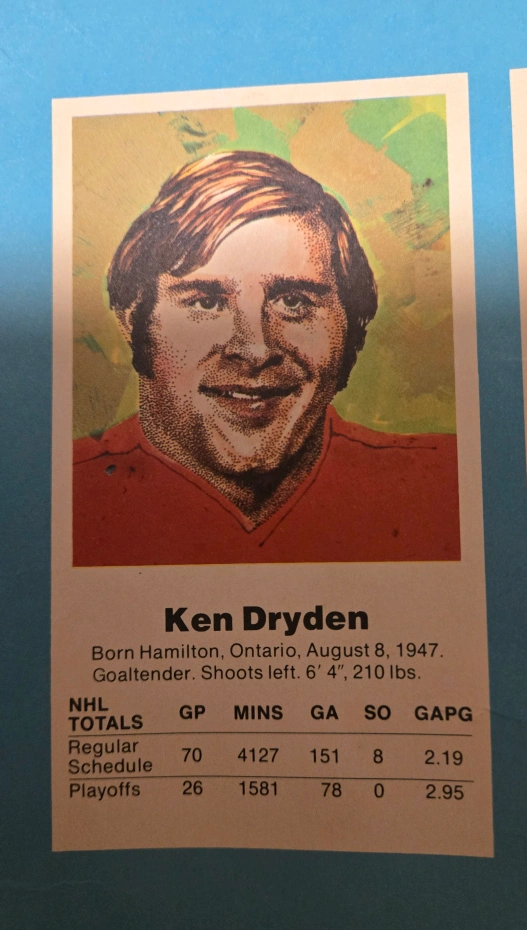 Ken Dryden
Born Hamilton, Ontario, August 8, 1947.
Goaltender. Shoots left. 6' 4", 210 lbs.
NHL TOTALS GP MINS GA SO GAPG
Regular Schedule 70 4127 151 8 2.19
Playoffs 26 1581 78 0 2.95